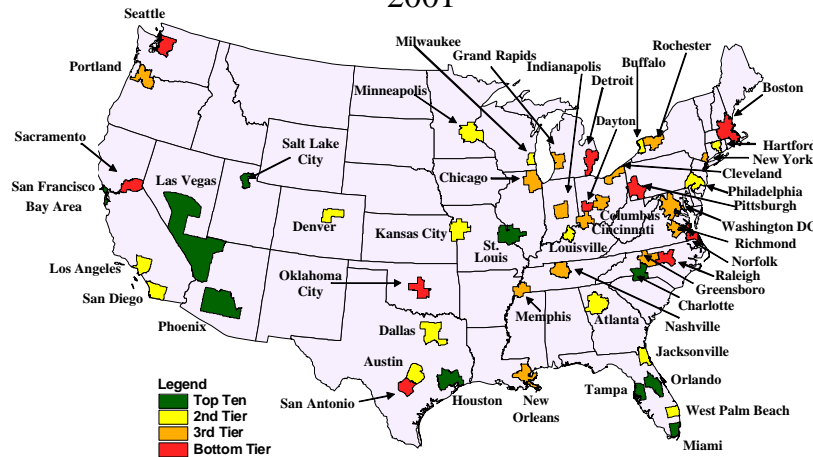 2001
Seattle
Portland
Sacramento
San Francisco
Bay Area
Las Vegas
Salt Lake
City
Los Angeles
San Diego
Phoenix
Denver
Oklahoma
City
Dallas
Austin
San Antonio
Houston
New
Orleans
Kansas City
St.
Louis
Minneapolis
Milwaukee
Grand Rapids
Indianapolis
Detroit
Dayton
Chicago
Louisville
Columbus
Cincinnati
Memphis
Atlanta
Buffalo
Rochester
Boston
Hartford
New York
Cleveland
Philadelphia
Pittsburgh
Washington DC
Richmond
Norfolk
Raleigh
Greensboro
Charlotte
Nashville
Jacksonville
Orlando
Tampa
West Palm Beach
Miami
Legend
Top Ten
2nd Tier
3rd Tier
Bottom Tier